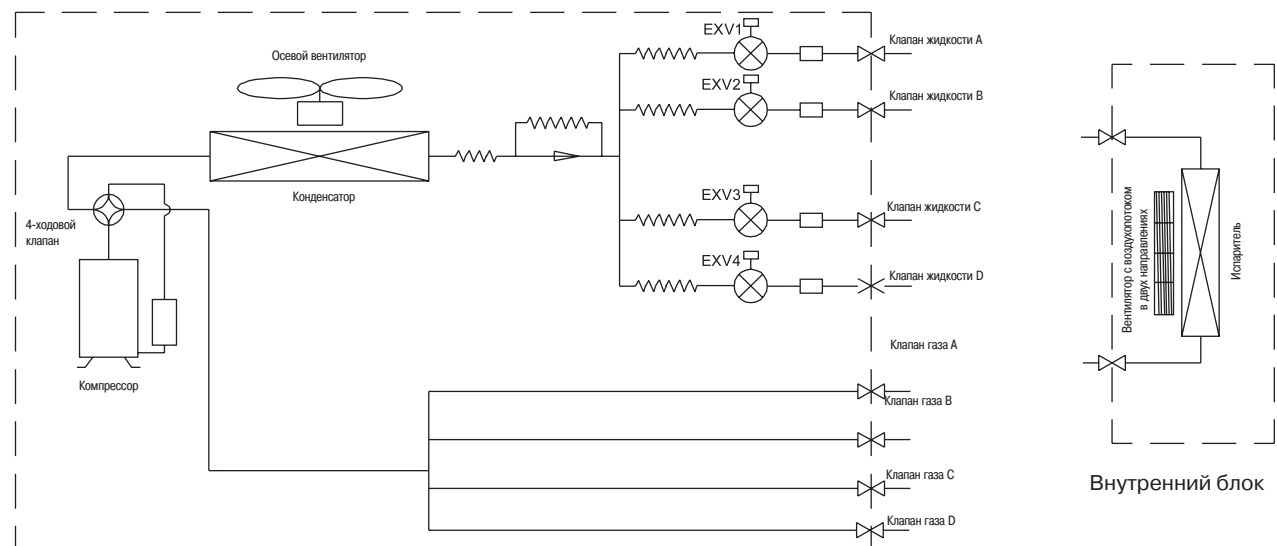 Осевой вентилятор
Конденсатор
4-ходовой
клапан
Компрессор
EXV1
Клапан жидкости A
EXV2
Клапан жидкости B
EXV3
Клапан жидкости C
EXV4
Клапан жидкости D
Клапан газа A
Клапан газа B
Клапан газа C
Клапан газа D
Вентилятор с воздухопотоком
в двух направлениях
Испаритель
Внутренний блок